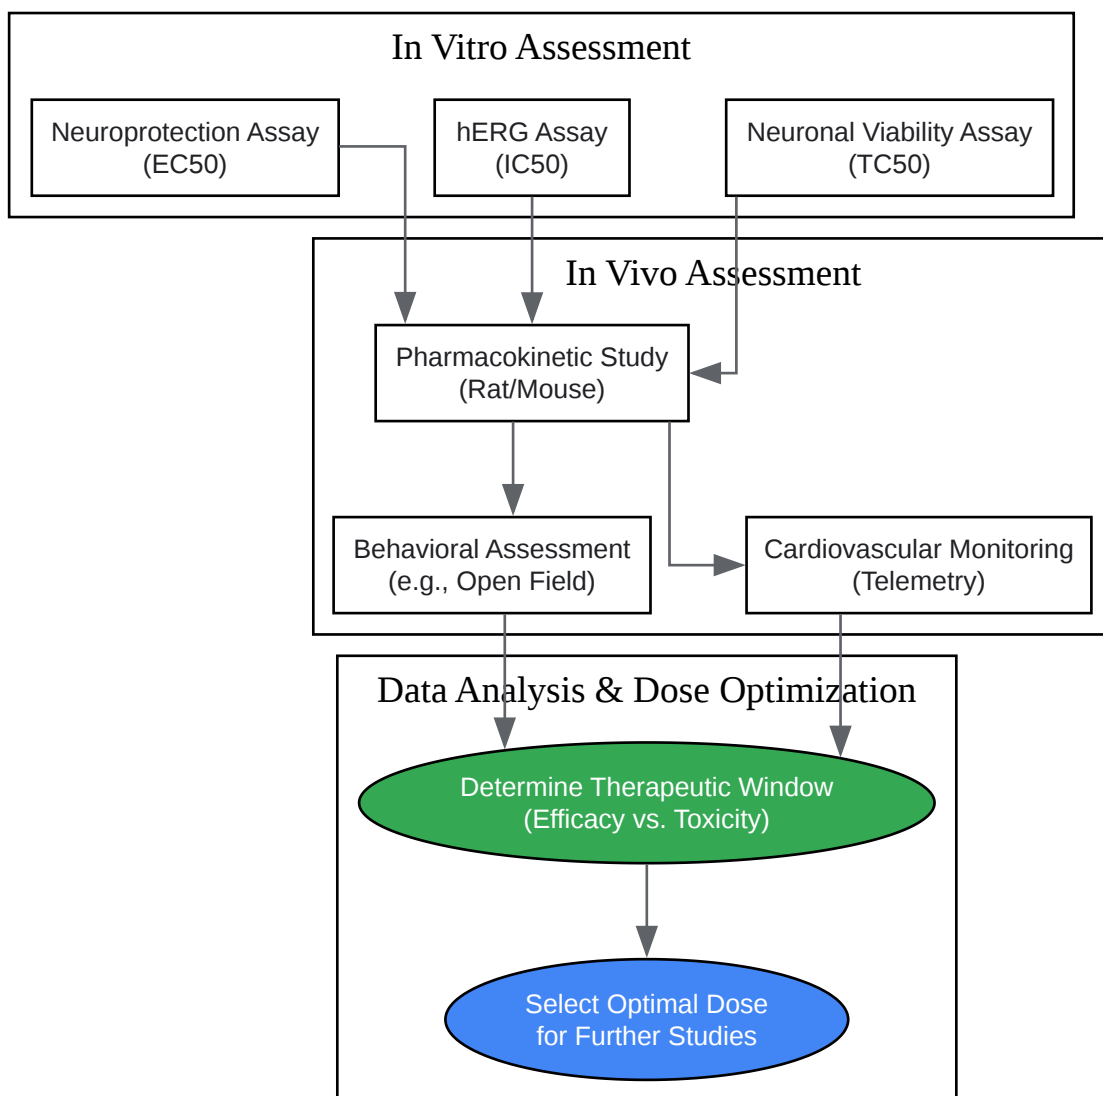 In Vitro Assessment
Neuroprotection Assay
(EC50)
hERG Assay
(IC50)
Neuronal Viability Assay
(TC50)
In Vivo Assessment
Pharmacokinetic Study
(Rat/Mouse)
Behavioral Assessment
(e.g., Open Field)
Cardiovascular Monitoring
(Telemetry)
Data Analysis & Dose Optimization
Determine Therapeutic Window
(Efficacy vs. Toxicity)
Select Optimal Dose
for Further Studies